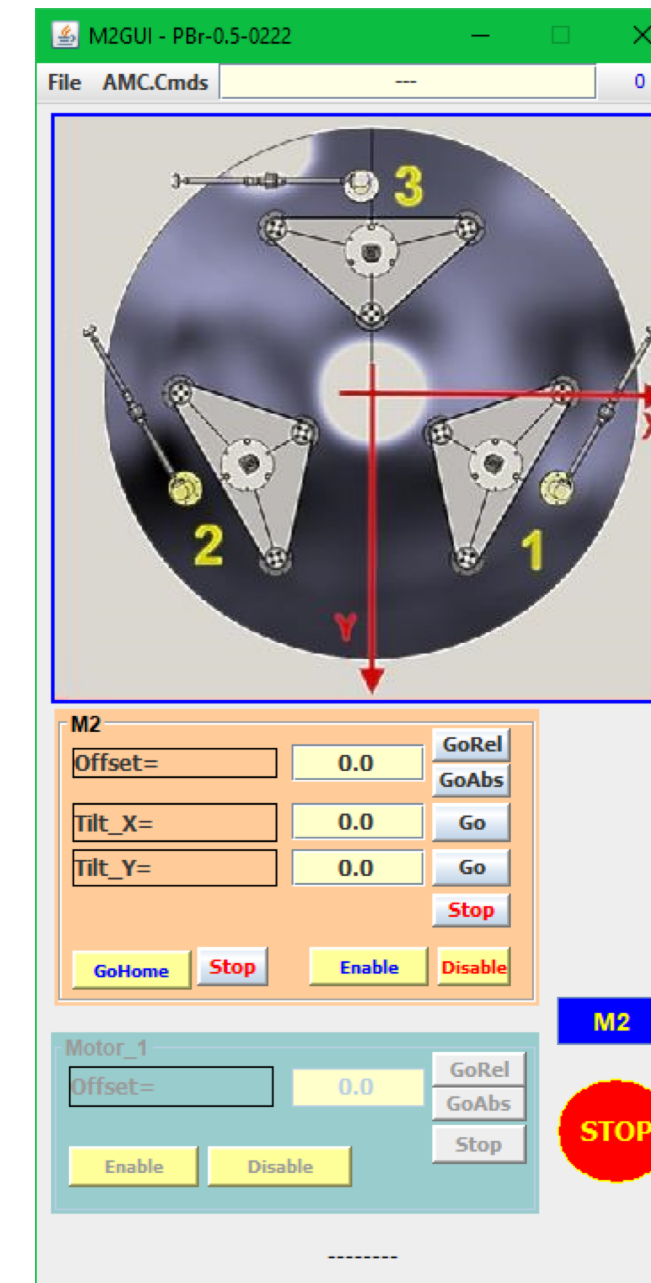 M2GUI - PBr-0.5-0222
File AMC.Cmds --- 0
3
X
2 1
Y
M2
Offset= 0.0 GoRel
GoAbs
Tilt_X= 0.0 Go
Tilt_Y= 0.0 Go
Stop
GoHome Stop Enable Disable
M2
Motor_1
Offset= 0.0 GoRel
GoAbs
STOP
Stop
Enable Disable
--------